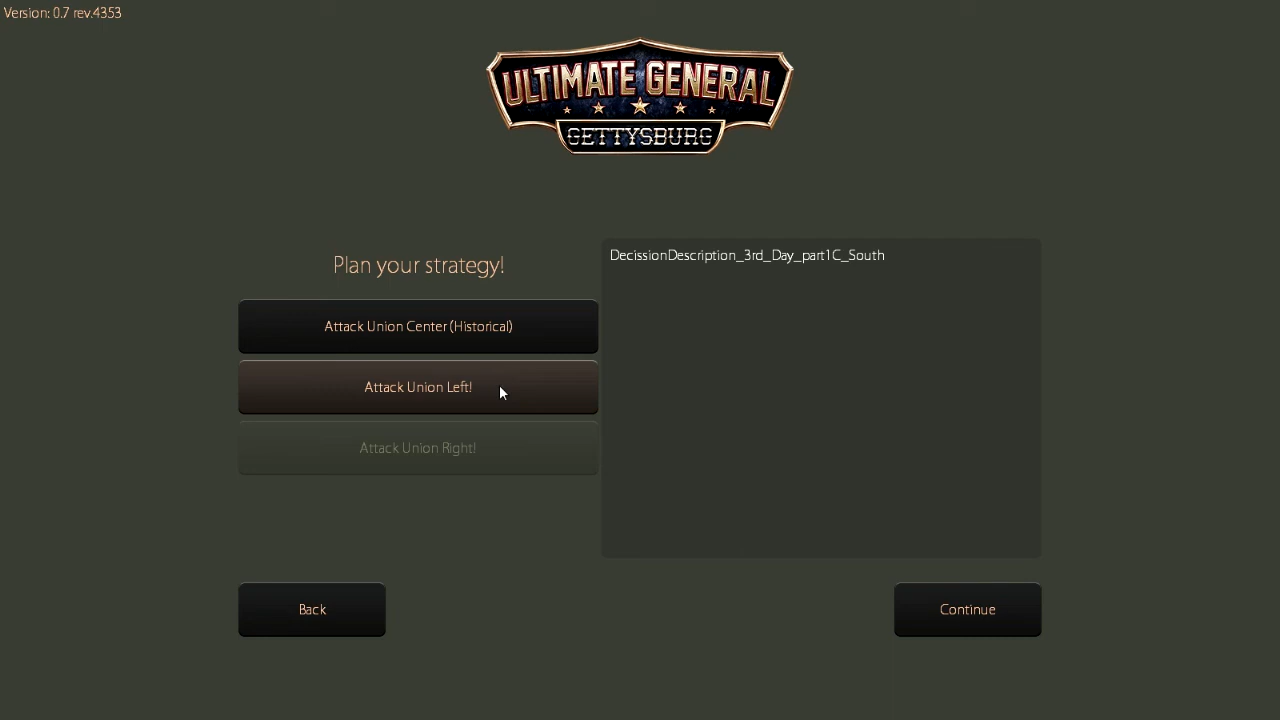 Version: 0.7 rev.4353
ULTIMATE GENERAL
GETTYSBURG
Plan your strategy!
DecissionDescription_3rd_Day_part1C_South
Attack Union Center (Historical)
Attack Union Left!
Attack Union Right!
Back
Continue